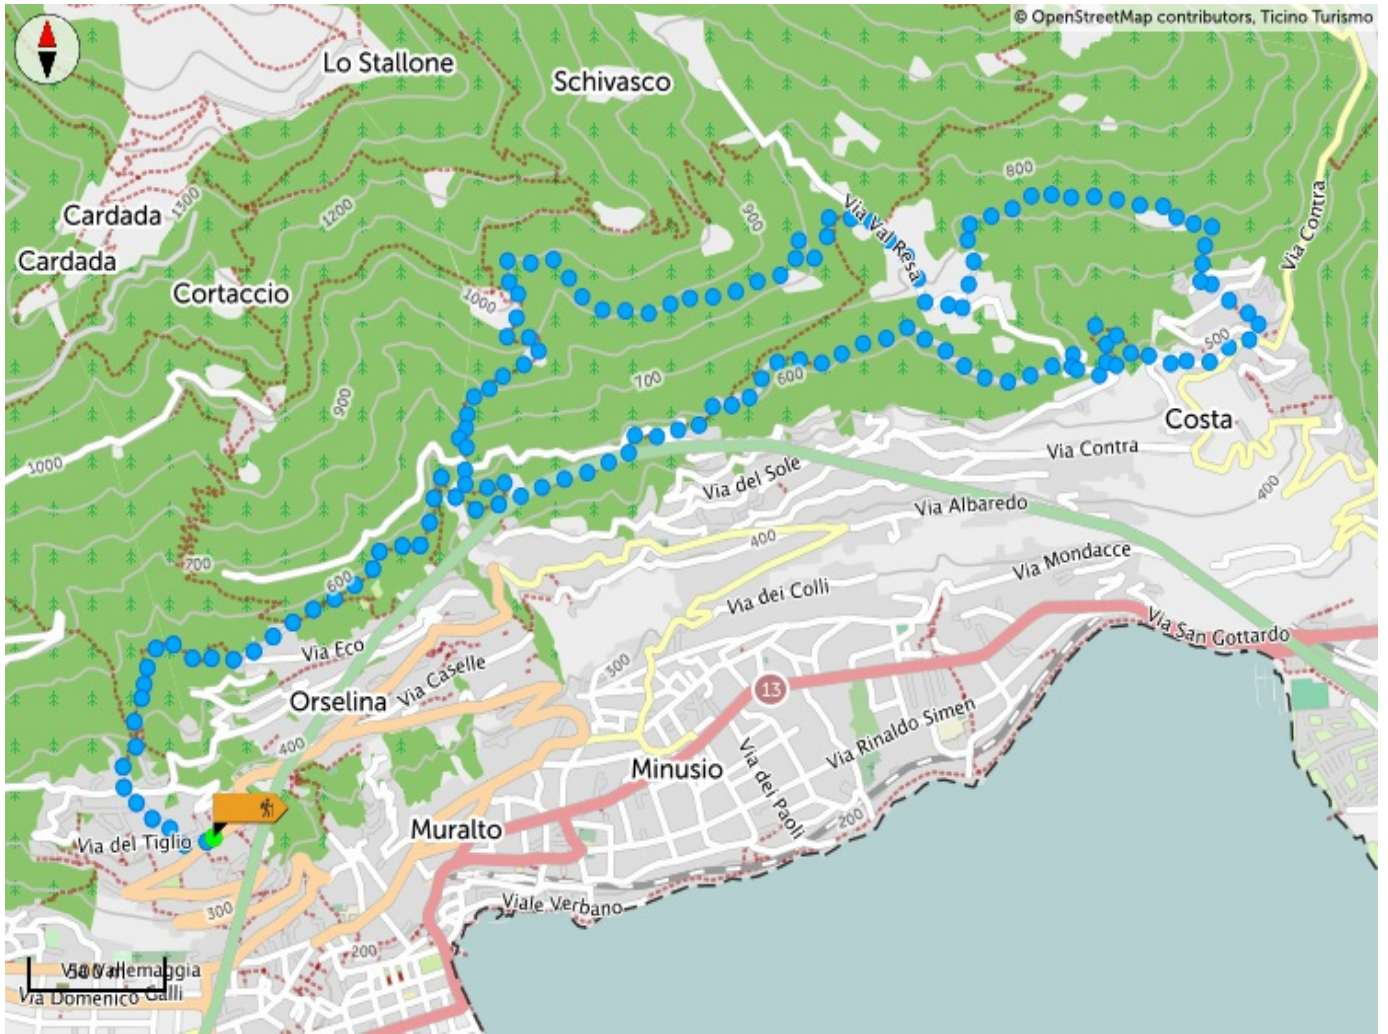 © OpenStreetMap contributors, Ticino Turismo
Lo Stallone
Schivasco
800
1300
Cardada
1200
900
Via Val Resa
Via Contra
Cardada
Cortaccio
1000
500
700
600
900
Costa
Via Contra
1000
Via del Sole
400
Via Albaredo
400
Via Mondacce
700
600
Via dei Colli
Via San Gottardo
Via Eco
300
Via Caselle
13
Orselina
Via Rinaldo Simen
400
Minusio
Via dei Paoli
200
Muralto
Via del Tiglio
300
Viale Verbano
200
Via Vallemaggia
500 m
Via Domenico Galli